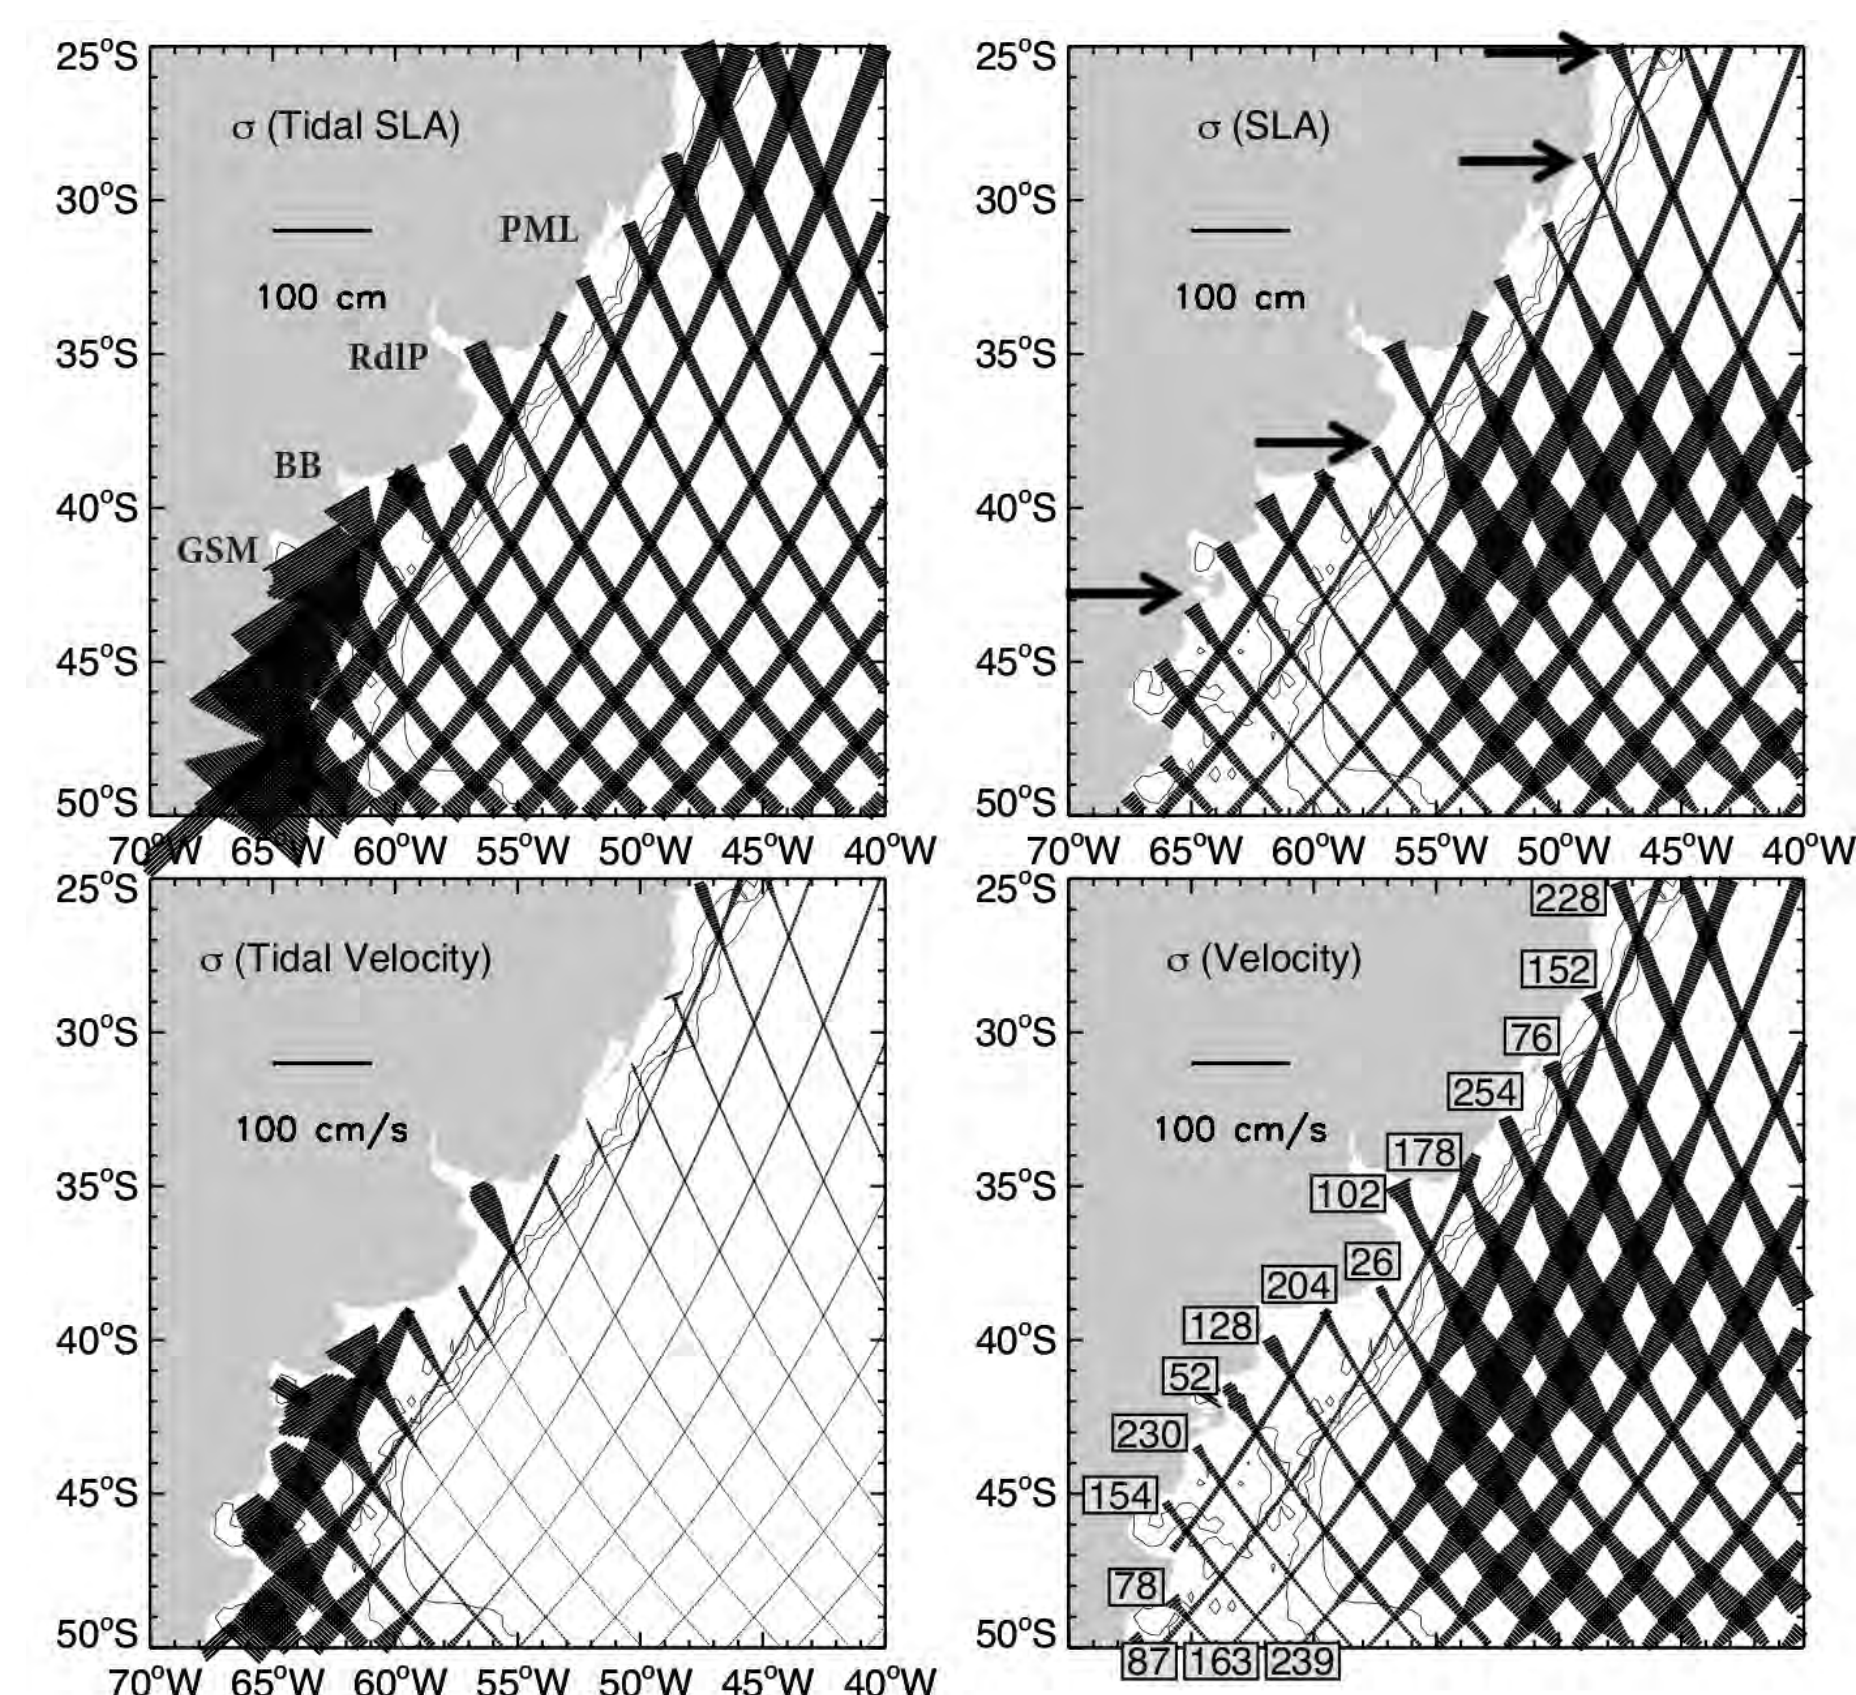 25°S
σ (Tidal SLA)
30°S
PML
100 cm
35°S
RdlP
BB
40°S
GSM
45°S
50°S
70°W 65°W 60°W 55°W 50°W 45°W 40°W
25°S
σ (SLA)
30°S
100 cm
35°S
40°S
45°S
50°S
70°W 65°W 60°W 55°W 50°W 45°W 40°W
25°S
σ (Tidal Velocity)
30°S
100 cm/s
35°S
40°S
45°S
50°S
70°W 65°W 60°W 55°W 50°W 45°W 40°W
25°S
228
σ (Velocity)
152
30°S
76
254
100 cm/s
178
35°S
102
26
204
128
40°S
52
230
45°S
154
78
50°S
87 163 239